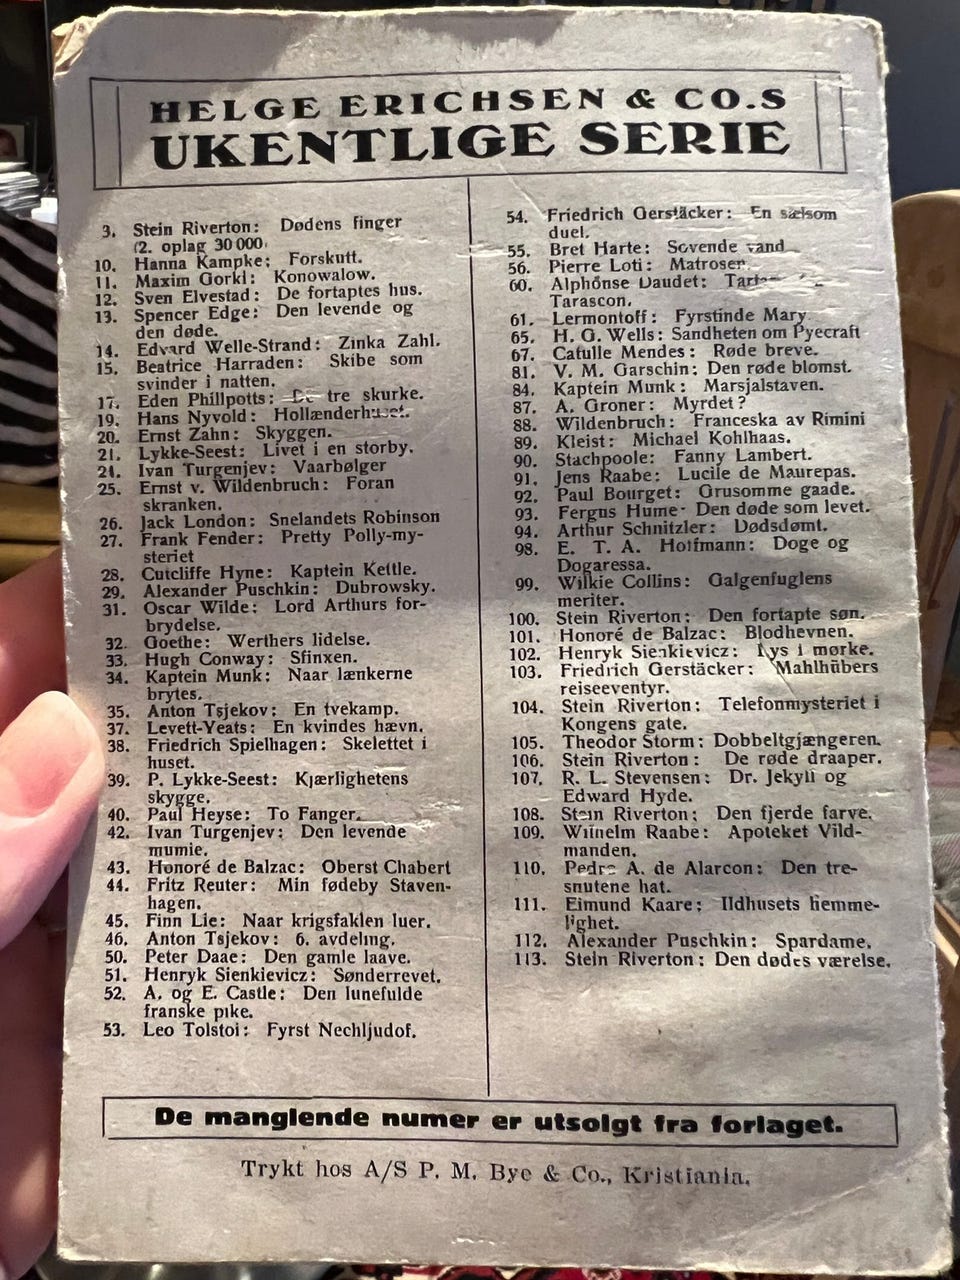 HELGE ERICHSEN & CO.S
UKENTLIGE SERIE
3. Stein Riverton: Dødens finger
(2. oplag 30 000
10. Hanna Kampke: Forskutt.
11. Maxim Gorki: Konowalow.
12. Sven Elvestad: De fortaptes hus.
13. Spencer Edge: Den levende og
den døde.
14. Edvard Welle-Strand: Zinka Zahl.
15. Beatrice Harraden: Skibe som
svinder i natten.
17. Eden Phillpotts: De tre skurke.
19. Hans Nyvold: Hollænderhuset.
20. Ernst Zahn: Skyggen.
21. Lykke-Seest: Livet i en storby.
24. Ivan Turgenjev: Vaarbølger
25. Ernst v. Wildenbruch: Foran
skranken.
26. Jack London: Snelandets Robinson
27. Frank Fender: Pretty Polly-my-
steriet
28. Cutcliffe Hyne: Kaptein Kettle.
29. Alexander Puschkin: Dubrowsky.
31. Oscar Wilde: Lord Arthurs for-
brydelse.
32. Goethe: Werthers lidelse.
33. Hugh Conway: Sfinxen.
34. Kaptein Munk: Naar lænkerne
brytes.
35. Anton Tsjekov: En tvekamp.
37. Levett-Yeats: En kvindes hævn.
38. Friedrich Spielhagen: Skelettet i
huset.
39. P. Lykke-Seest: Kjærlighetens
skygge.
40. Paul Heyse: To Fanger.
42. Ivan Turgenjev: Den levende
mumie.
43. Honoré de Balzac: Oberst Chabert
44. Fritz Reuter: Min fødeby Staven-
hagen.
45. Finn Lie: Naar krigsfaklen luer.
46. Anton Tsjekov: 6. avdeling.
50. Peter Daae: Den gamle laave.
51. Henryk Sienkievicz: Sønderrevet.
52. A. og E. Castle: Den lunefulde
franske pike.
53. Leo Tolstoi: Fyrst Nechljudof.
54. Friedrich Gerstäcker: En sælsom
duel.
55. Bret Harte: Sovende vand
56. Pierre Loti: Matroser
60. Alphonse Daudet:
Tarascon.
61. Lermontoff: Fyrstinde Mary
65. H. G. Wells: Sandheten om Pyecraft
67. Catulle Mendes: Røde breve.
81. V. M. Garschin: Den røde blomst.
84. Kaptein Munk: Marsjalstaven.
87. A. Groner: Myrdet?
88. Wildenbruch: Franceska av Rimini
89. Kleist: Michael Kohlhaas.
90. Stachpoole: Fanny Lambert.
91. Jens Raabe: Lucile de Maurepas.
92. Paul Bourget: Grusomme gaade.
93. Fergus Hume: Den døde som levet.
94. Arthur Schnitzler: Dødsdømt.
98. E. T. A. Hoffmann: Doge og
Dogaressa.
99. Wilkie Collins: Galgenfuglens
meriter.
100. Stein Riverton: Den fortapte søn.
101. Honoré de Balzac: Blodhevnen.
102. Henryk Sienkievicz: Lys i mørke.
103. Friedrich Gerstäcker: Mahlhübers
reiseeventyr.
104. Stein Riverton: Telefonmysteriet i
Kongens gate.
105. Theodor Storm: Dobbeltgjængeren.
106. Stein Riverton: De røde draaper.
107. R. L. Stevensen: Dr. Jekyll og
Edward Hyde.
108. Stein Riverton: Den fjerde farve.
109. Wilhelm Raabe: Apoteket Vild-
manden.
110. Pedro A. de Alarcon: Den tre-
snutene hat.
111. Eimund Kaare: Ildhusets hemme-
lighet.
112. Alexander Puschkin: Spardame.
113. Stein Riverton: Den dødes værelse.
De manglende numer er utsolgt fra forlaget.
Trykt hos A/S P. M. Bye & Co., Kristiania.